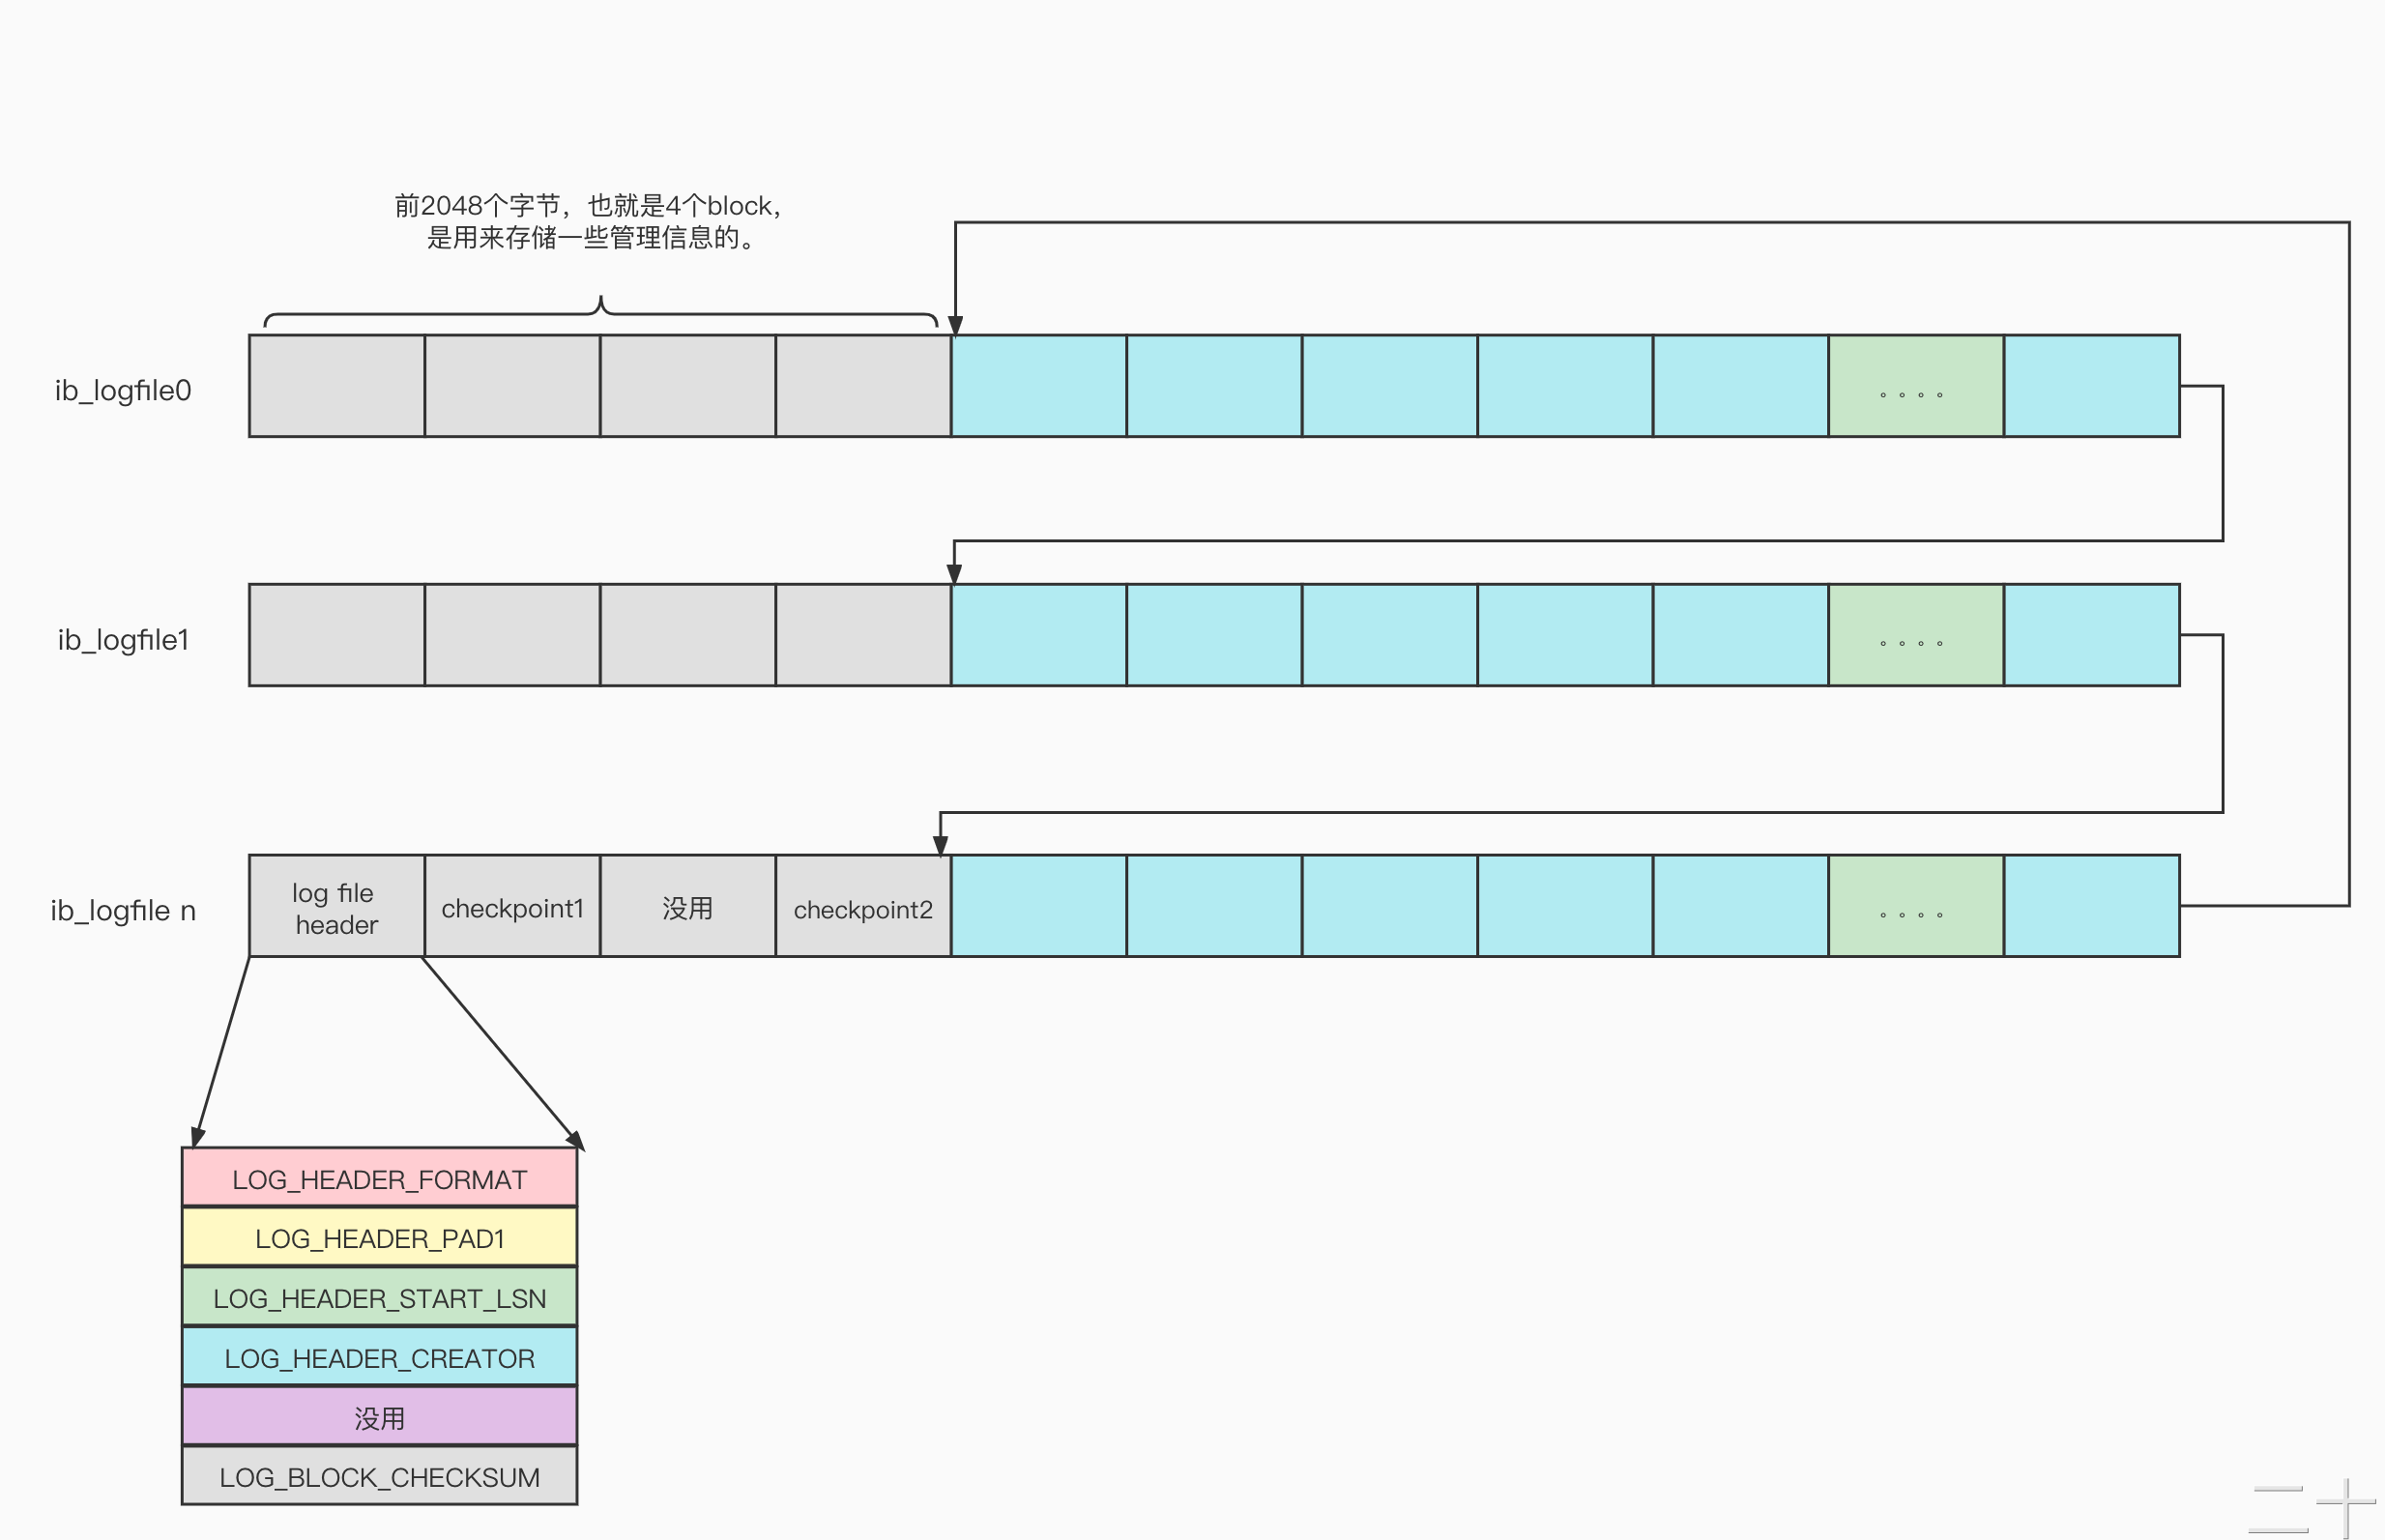 前2048个字节，也就是4个block，
是用来存储一些管理信息的。
ib_logfile0
。。。。
ib_logfile1
。。。。
ib_logfile n
log file
header
checkpoint1
没用
checkpoint2
。。。。
LOG_HEADER_FORMAT
LOG_HEADER_PAD1
LOG_HEADER_START_LSN
LOG_HEADER_CREATOR
没用
LOG_BLOCK_CHECKSUM
二十